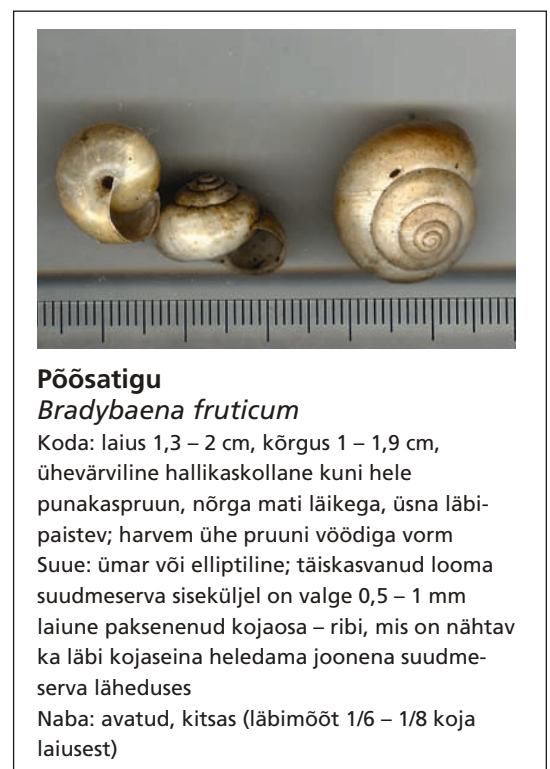 Põõsatigu
Bradybaena fruticum
Koda: laius 1,3 – 2 cm, kõrgus 1 – 1,9 cm,
ühevärviline hallikaskollane kuni hele
punakaspruun, nõrga mati läikega, üsna läbi-
paistev; harvem ühe pruuni vöödiga vorm
Suue: ümar või elliptiline; täiskasvanud looma
suudmeserva siseküljel on valge 0,5 – 1 mm
laiune paksenenud kojaosa – ribi, mis on nähtav
ka läbi kojaseina heledama joonena suudme-
serva läheduses
Naba: avatud, kitsas (läbimõõt 1/6 – 1/8 koja
laiusest)